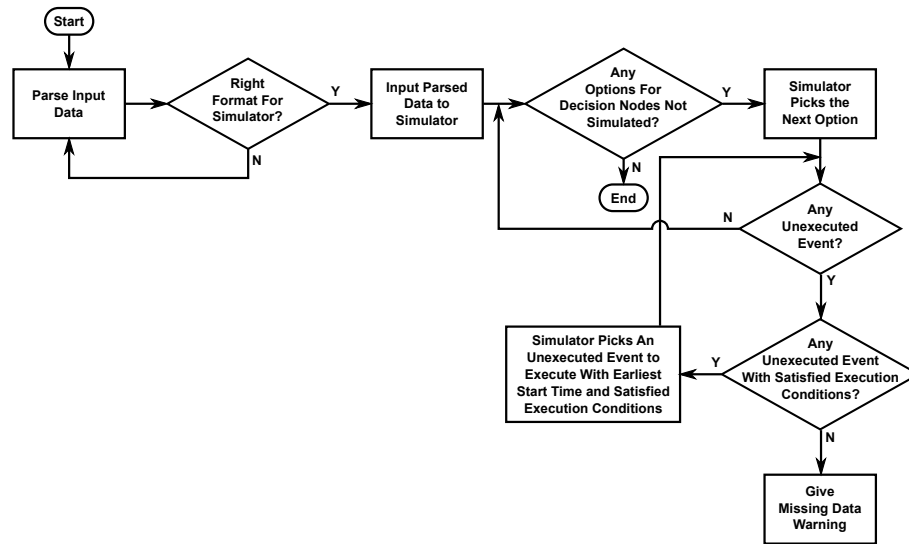 Start
Parse Input
Data
Right
Format For
Simulator?
Y
N
Input Parsed
Data to
Simulator
Any
Options For
Decision Nodes Not
Simulated?
Y
N
End
Simulator
Picks the
Next Option
Any
Unexecuted
Event?
N
Y
Any
Unexecuted Event
With Satisfied Execution
Conditions?
Y
N
Simulator Picks An
Unexecuted Event to
Execute With Earliest
Start Time and Satisfied
Execution Conditions
Give
Missing Data
Warning